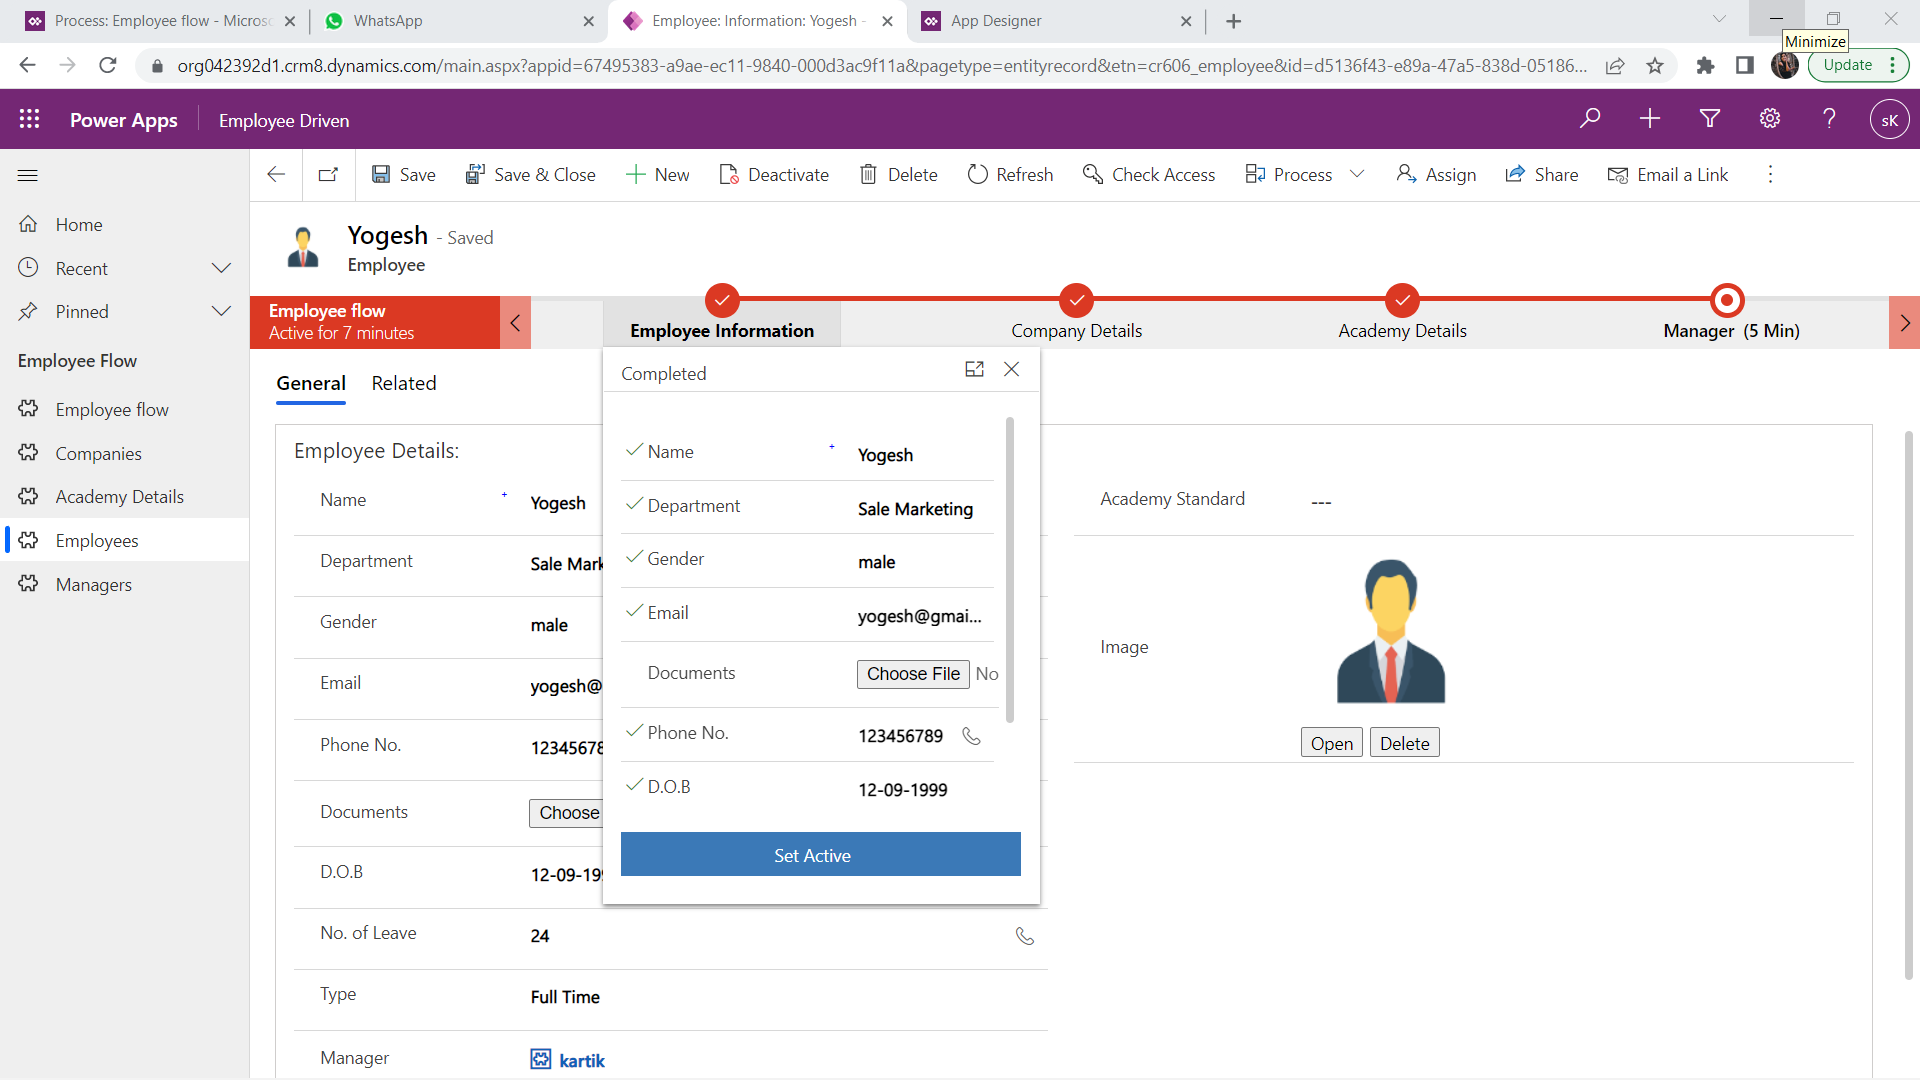 Process: Employee flow - Micros
WhatsApp
Employee: Information: Yogesh -
App Designer
Minimize
org042392d1.crm8.dynamics.com/main.aspx?appid=67495383-a9ae-ec11-9840-000d3ac9f11a&pagetype=entityrecord&etn=cr606_employee&id=d5136f43-e89a-47a5-838d-05186...
Update
Power Apps
Employee Driven
sK
Save
Save & Close
New
Deactivate
Delete
Refresh
Check Access
Process
Assign
Share
Email a Link
Home
Recent
Pinned
Employee Flow
Employee flow
Companies
Academy Details
Employees
Managers
Yogesh - Saved
Employee
Employee flow
Active for 7 minutes
Employee Information
Company Details
Academy Details
Manager (5 Min)
General
Related
Completed
Name + Yogesh
Department Sale Marketing
Gender male
Email yogesh@gmai...
Documents Choose File No
Phone No. 123456789
D.O.B 12-09-1999
Set Active
Employee Details:
Name + Yogesh
Department Sale Mark
Gender male
Email yogesh@
Phone No. 12345678
Documents Choose
D.O.B 12-09-199
No. of Leave 24
Type Full Time
Manager kartik
Academy Standard ---
Image
Open Delete